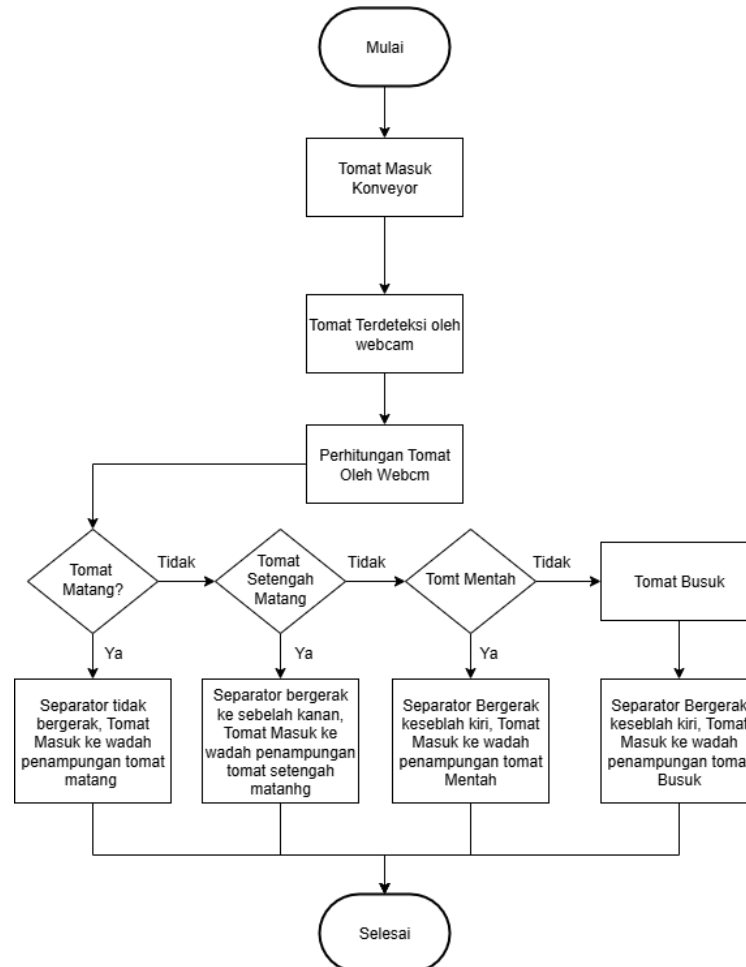 Mulai
Tomat Masuk
Konveyor
Tomat Terdeteksi oleh
webcam
Perhitungan Tomat
Oleh Webcm
Tomat
Matang?
Tidak
Tomat
Setengah
Matang
Tidak
Tomt Mentah
Tidak
Tomat Busuk
Ya
Ya
Ya
Separator tidak
bergerak, Tomat
Masuk ke wadah
penampungan tomat
matang
Separator bergerak
ke sebelah kanan,
Tomat Masuk ke
wadah penampungan
tomat setengah
matanhg
Separator Bergerak
keseblah kiri, Tomat
Masuk ke wadah
penampungan tomat
Mentah
Separator Bergerak
keseblah kiri, Tomat
Masuk ke wadah
penampungan tomat
Busuk
Selesai